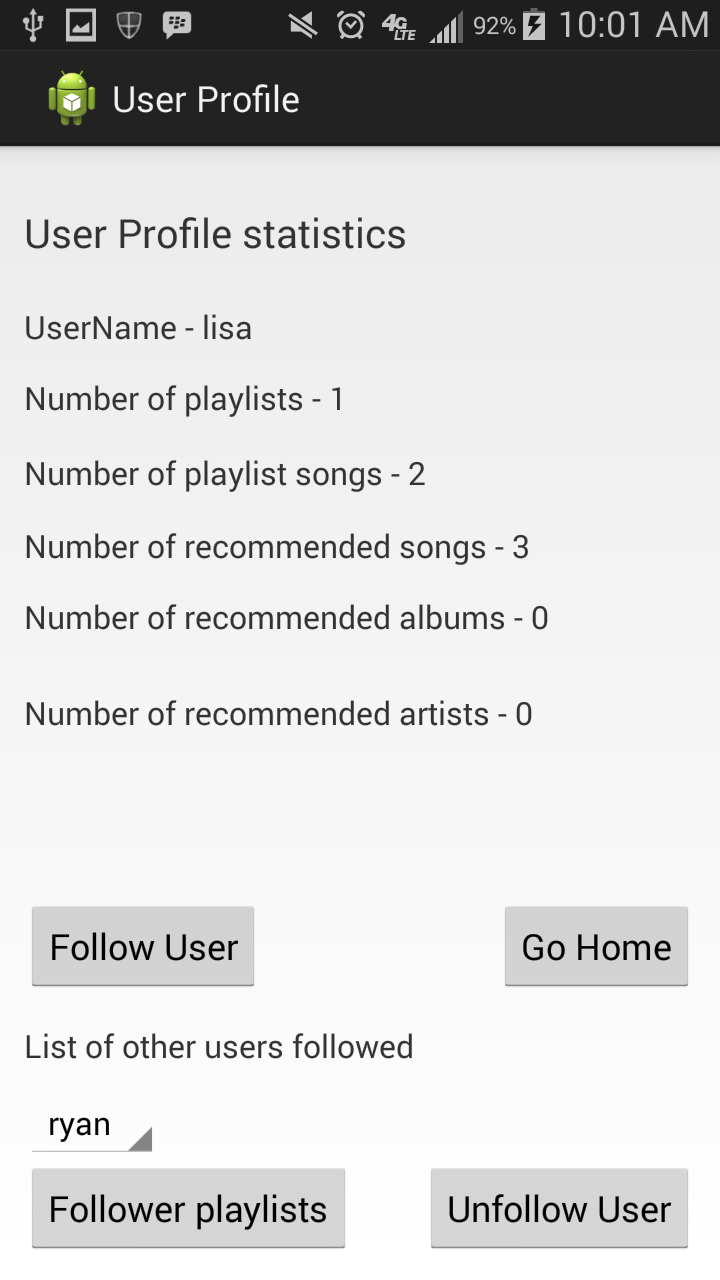 4G LTE 92% 10:01 AM
User Profile
User Profile statistics
UserName - lisa
Number of playlists - 1
Number of playlist songs - 2
Number of recommended songs - 3
Number of recommended albums - 0
Number of recommended artists - 0
Follow User Go Home
List of other users followed
ryan
Follower playlists Unfollow User